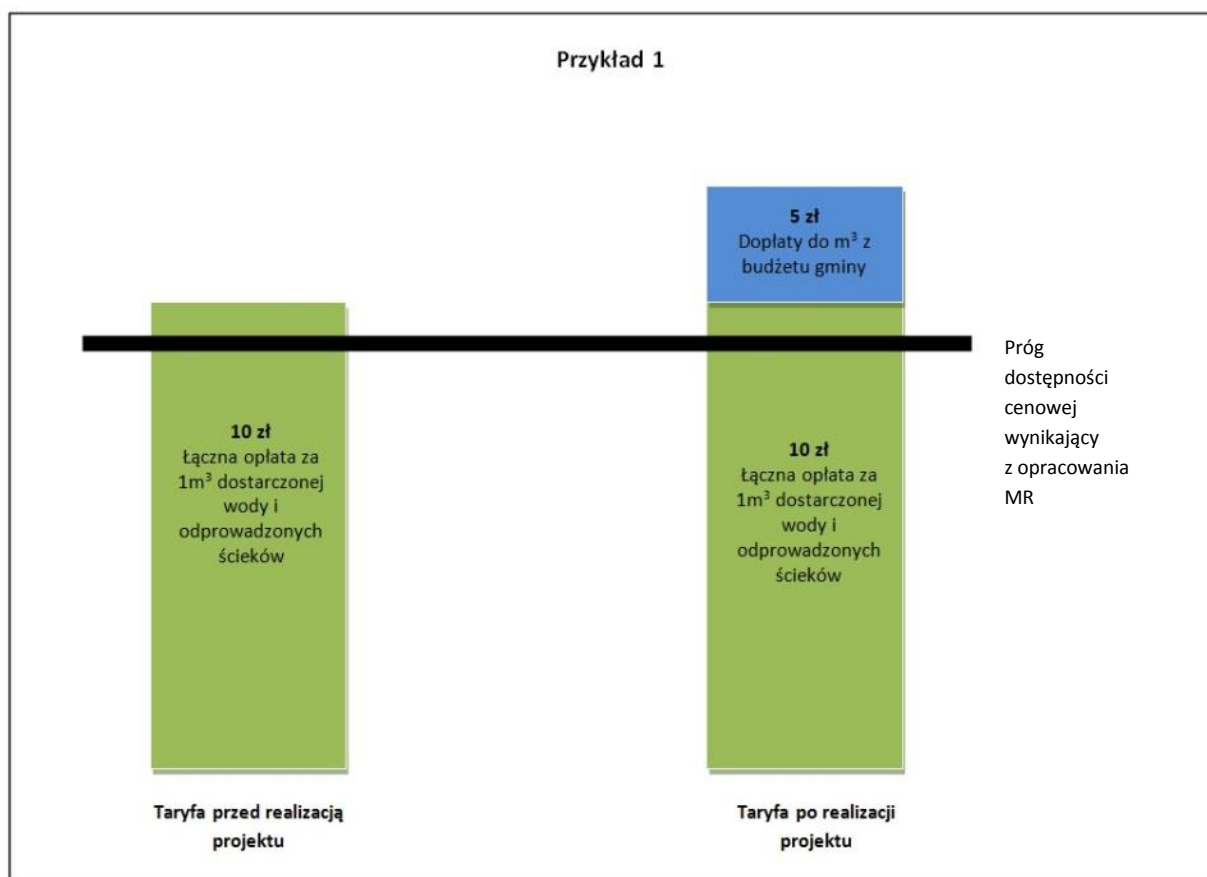 Przykład 1
5 zł
Dopłaty do m³ z
budżetu gminy
10 zł
Łączna opłata za
1m³ dostarczonej
wody i
odprowadzonych
ścieków
10 zł
Łączna opłata za
1m³ dostarczonej
wody i
odprowadzonych
ścieków
Próg
dostępności
cenowej
wynikający
z opracowania
MR
Taryfa przed realizacją
projektu
Taryfa po realizacji
projektu